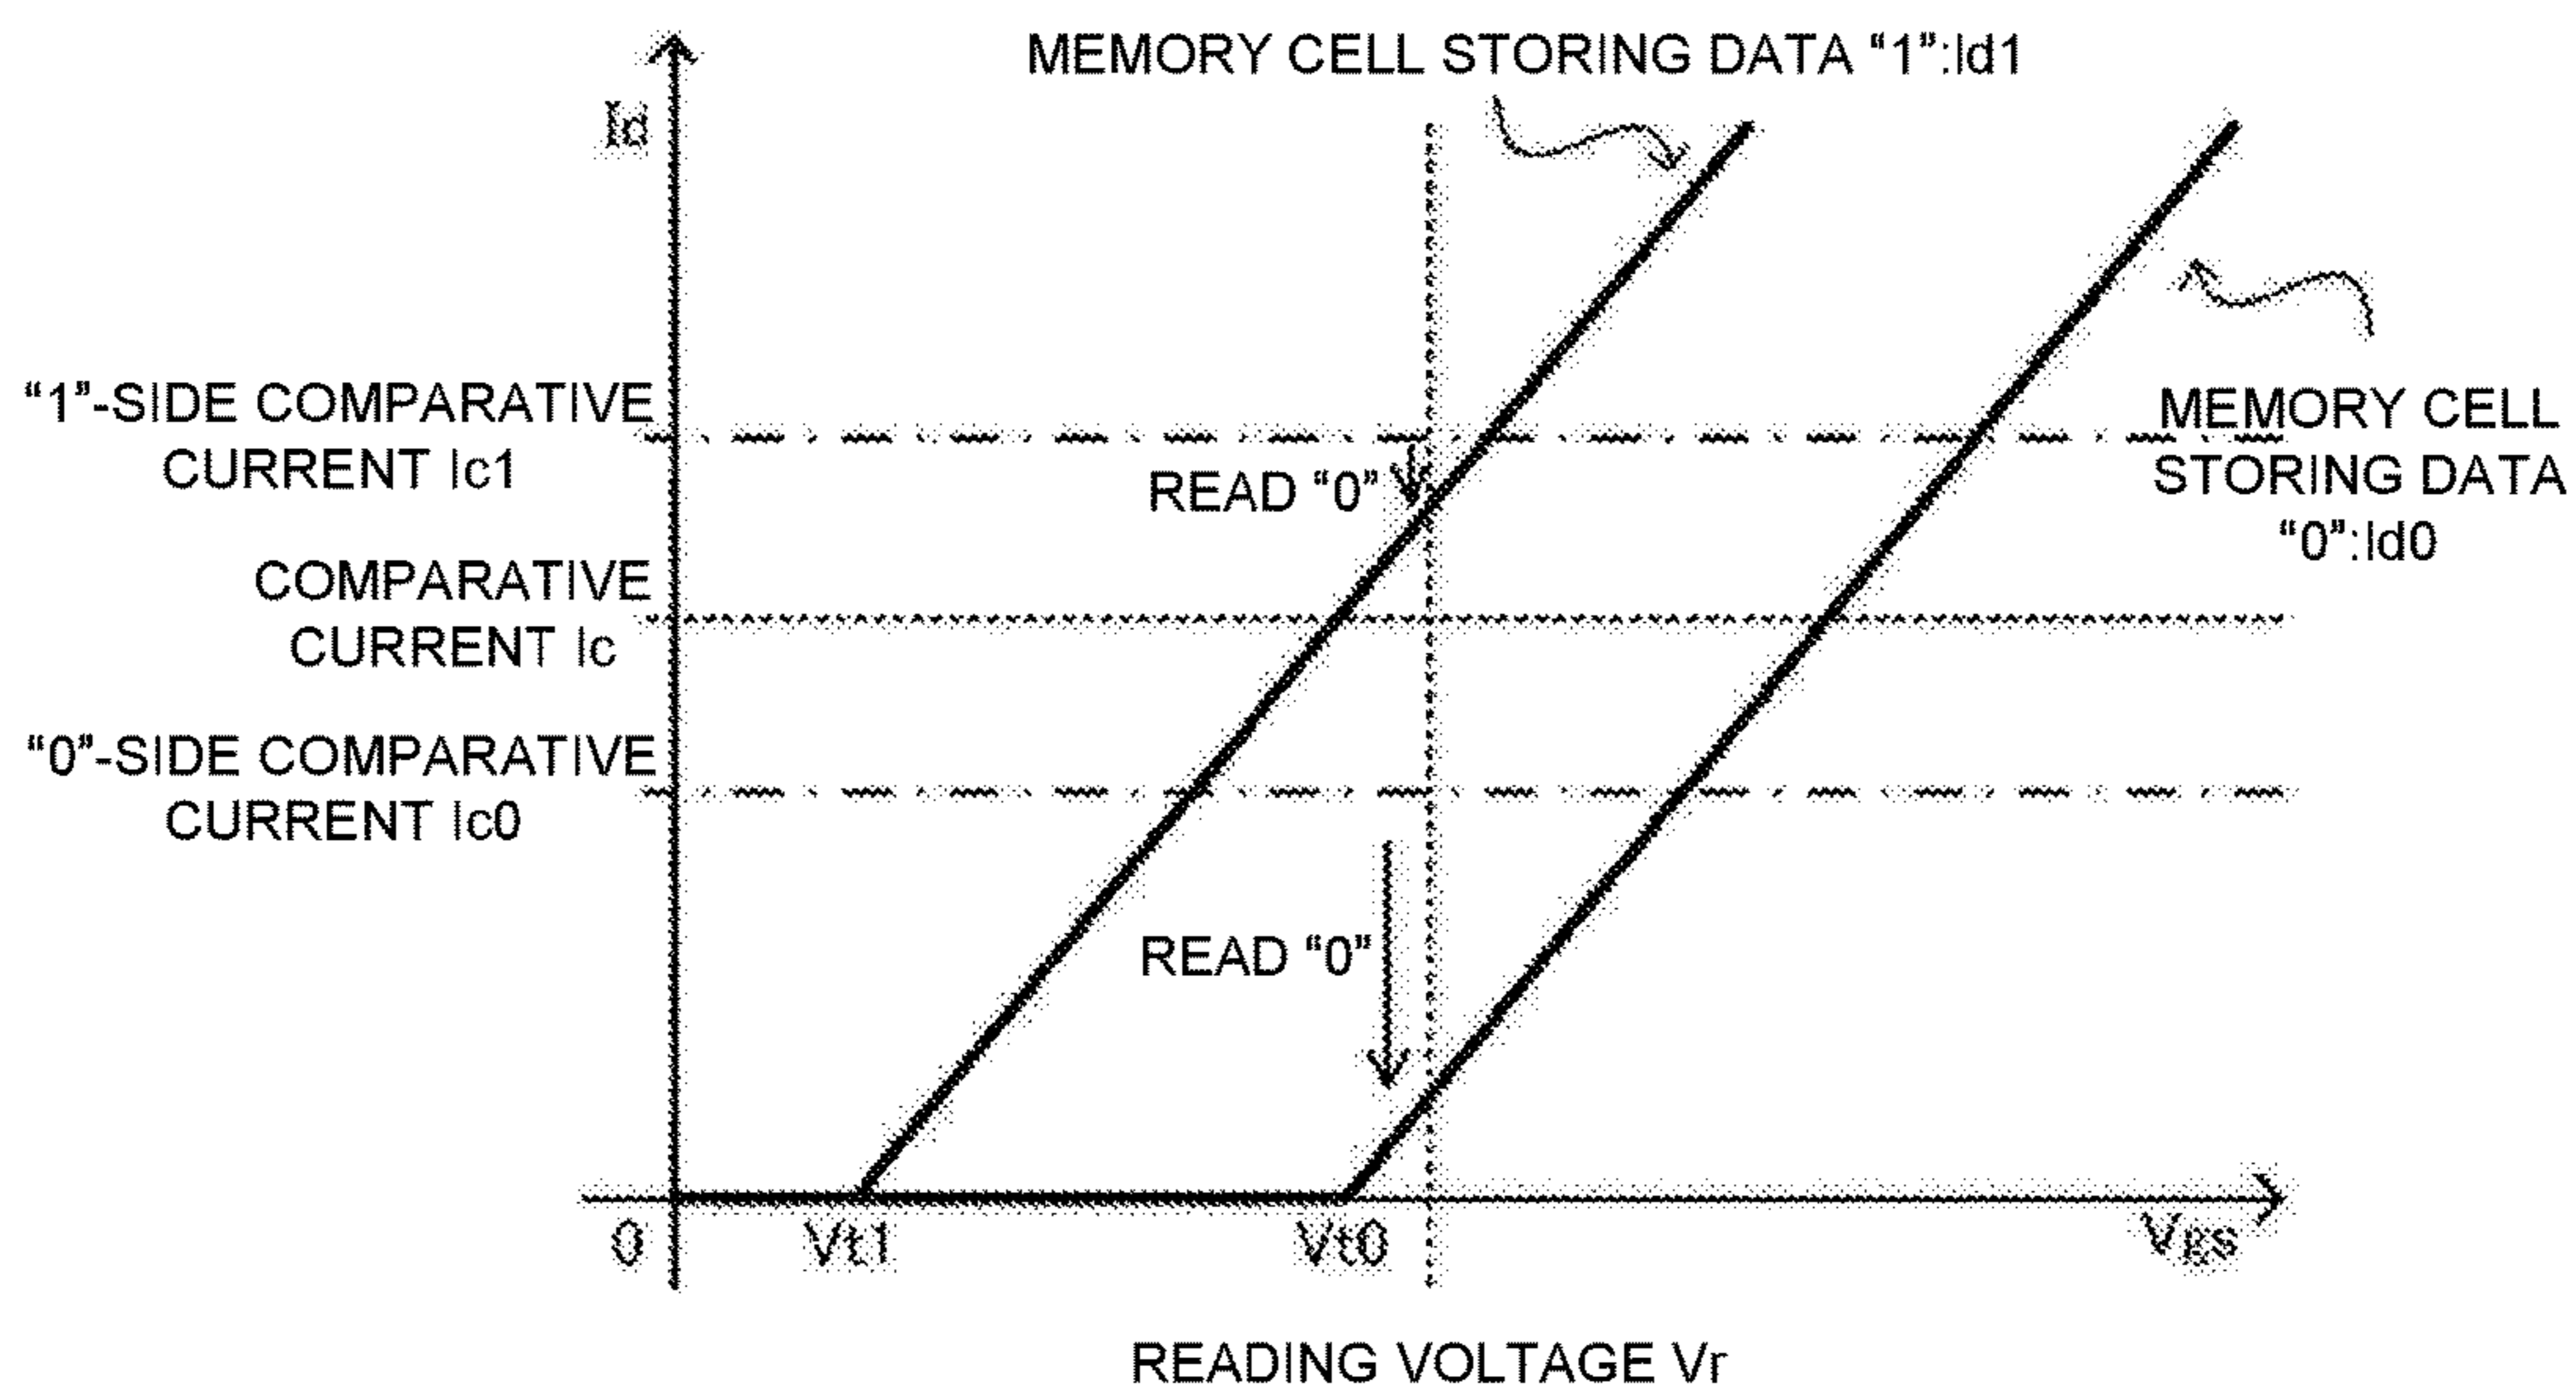 MEMORY CELL STORING DATA “1”:Id1
Id
“1”-SIDE COMPARATIVE
CURRENT Ic1
MEMORY CELL
STORING DATA
“0”:Id0
READ “0”
COMPARATIVE
CURRENT Ic
“0”-SIDE COMPARATIVE
CURRENT Ic0
READ “0”
0
Vt1
Vt0
Vgs
READING VOLTAGE Vr